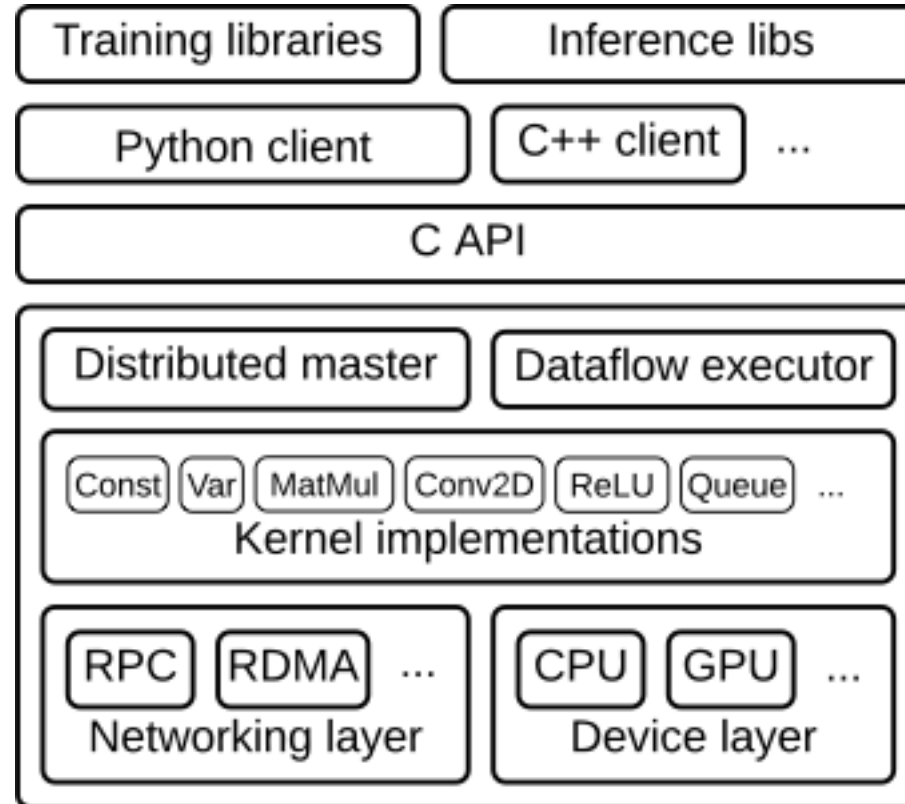 Training libraries
Inference libs
Python client
C++ client
...
C API
Distributed master
Dataflow executor
Const Var MatMul Conv2D ReLU Queue ...
Kernel implementations
RPC RDMA ...
Networking layer
CPU GPU ...
Device layer